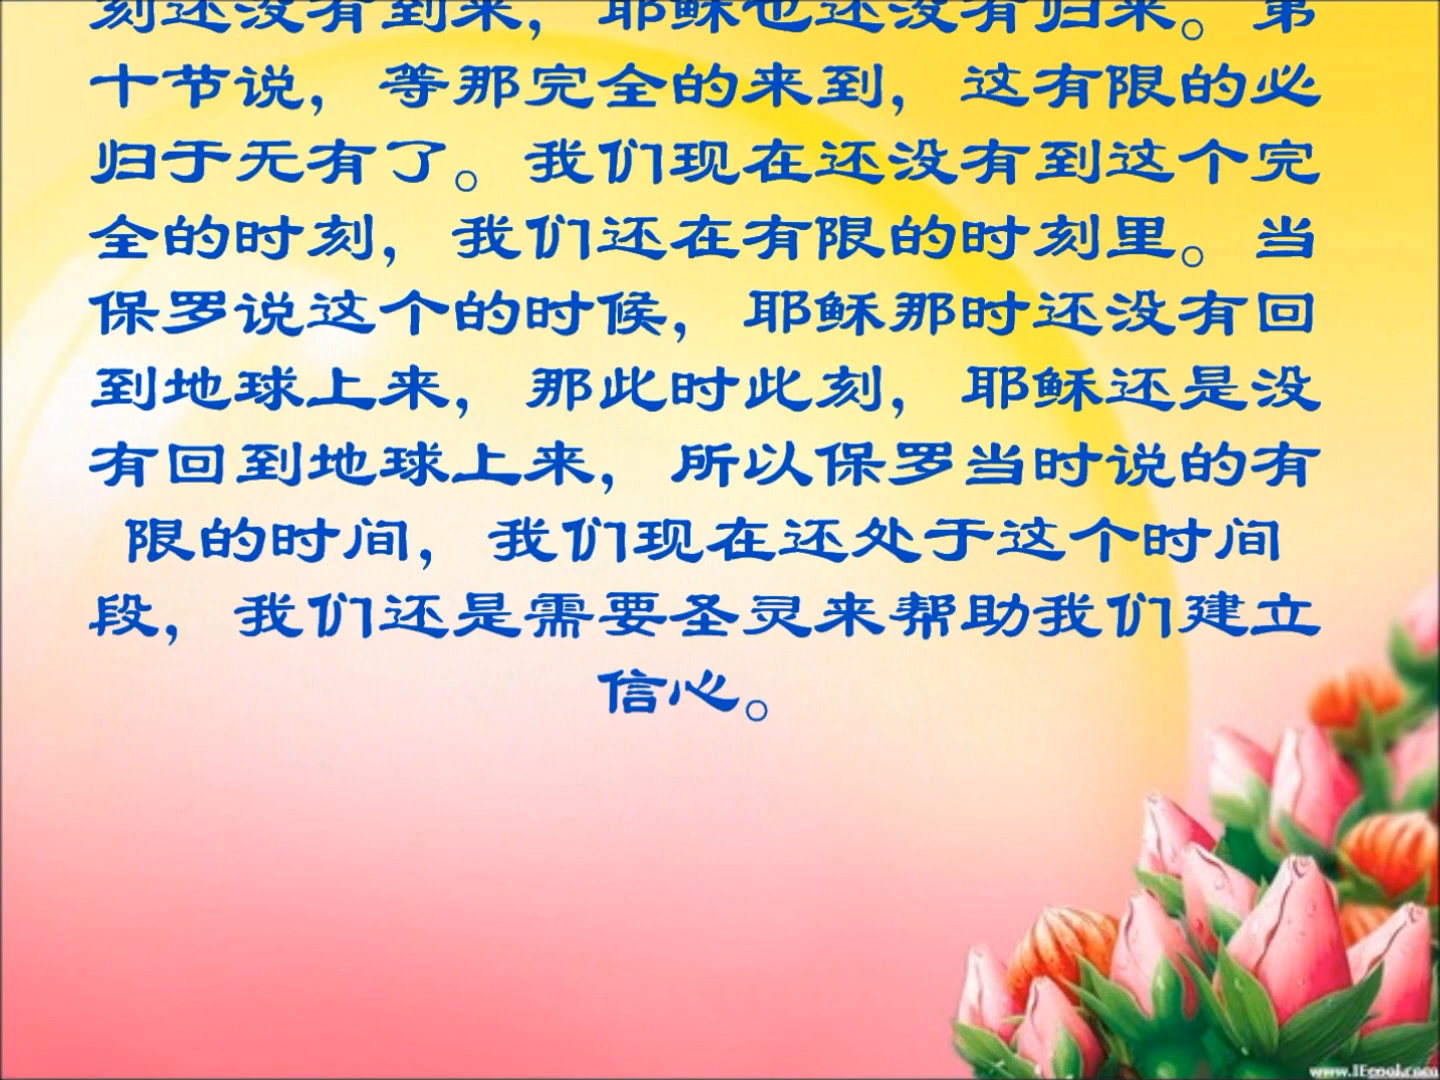 刻还没有到来，耶稣也还没有归来。第
十节说，等那完全的来到，这有限的必
归于无有了。我们现在还没有到这个完
全的时刻，我们还在有限的时刻里。当
保罗说这个的时候，耶稣那时还没有回
到地球上来，那此时此刻，耶稣还是没
有回到地球上来，所以保罗当时说的有
限的时间，我们现在还处于这个时间
段，我们还是需要圣灵来帮助我们建立
信心。